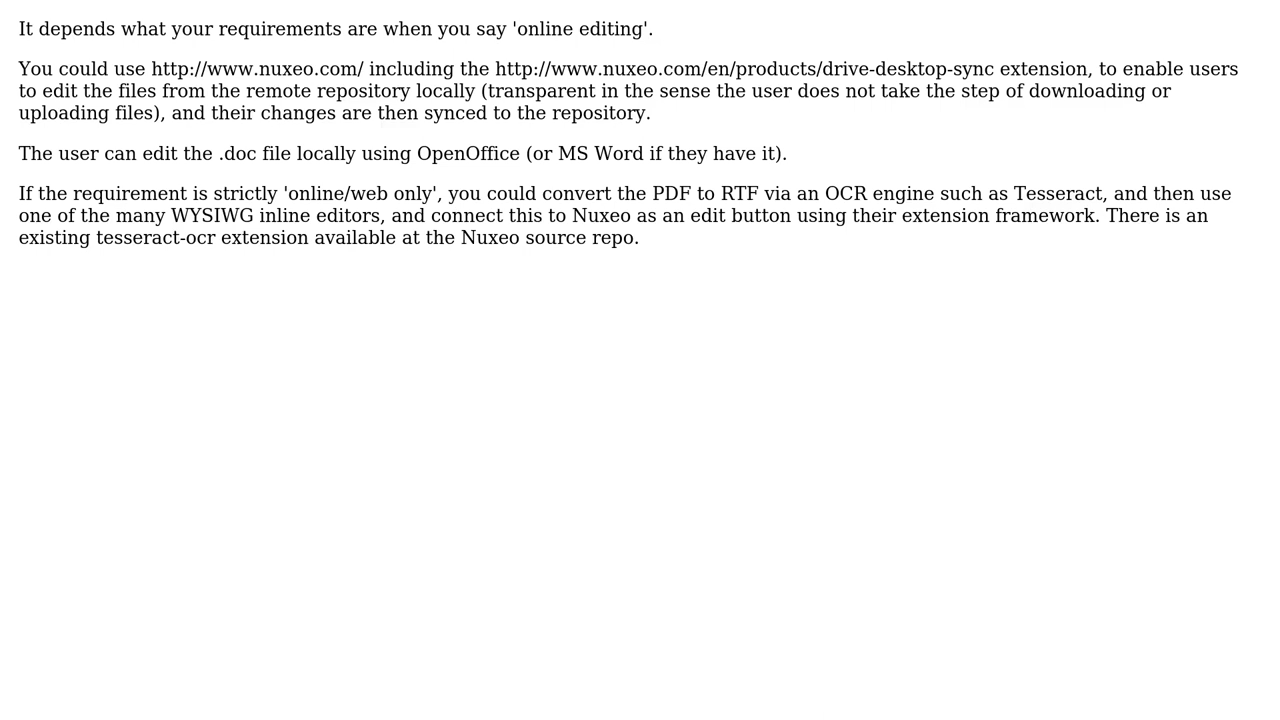 It depends what your requirements are when you say 'online editing'.
You could use http://www.nuxeo.com/ including the http://www.nuxeo.com/en/products/drive-desktop-sync extension, to enable users
to edit the files from the remote repository locally (transparent in the sense the user does not take the step of downloading or
uploading files), and their changes are then synced to the repository.
The user can edit the .doc file locally using OpenOffice (or MS Word if they have it).
If the requirement is strictly 'online/web only', you could convert the PDF to RTF via an OCR engine such as Tesseract, and then use
one of the many WYSIWG inline editors, and connect this to Nuxeo as an edit button using their extension framework. There is an
existing tesseract-ocr extension available at the Nuxeo source repo.